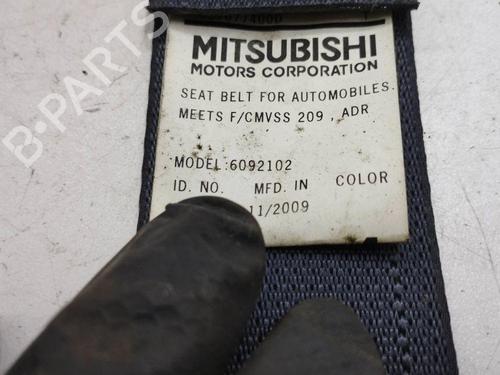 MITSUBISHI
MOTORS CORPORATION
SEAT BELT FOR AUTOMOBILES.
MEETS F/CMVSS 209 , ADR
MODEL:6092102
ID. NO. MFD. IN COLOR
11/2009
B-PARTS